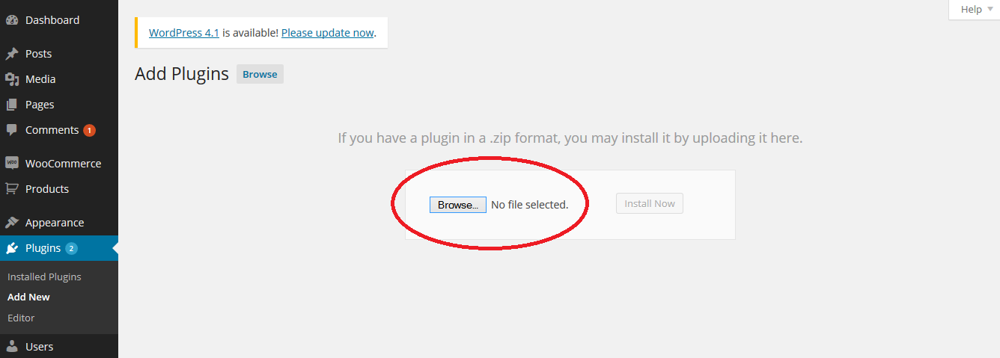 Help
WordPress 4.1 is available! Please update now.
Add Plugins Browse
If you have a plugin in a .zip format, you may install it by uploading it here.
Browse... No file selected. Install Now
Dashboard
Posts
Media
Pages
Comments 1
WOO WooCommerce
Products
Appearance
Plugins 2
Installed Plugins
Add New
Editor
Users